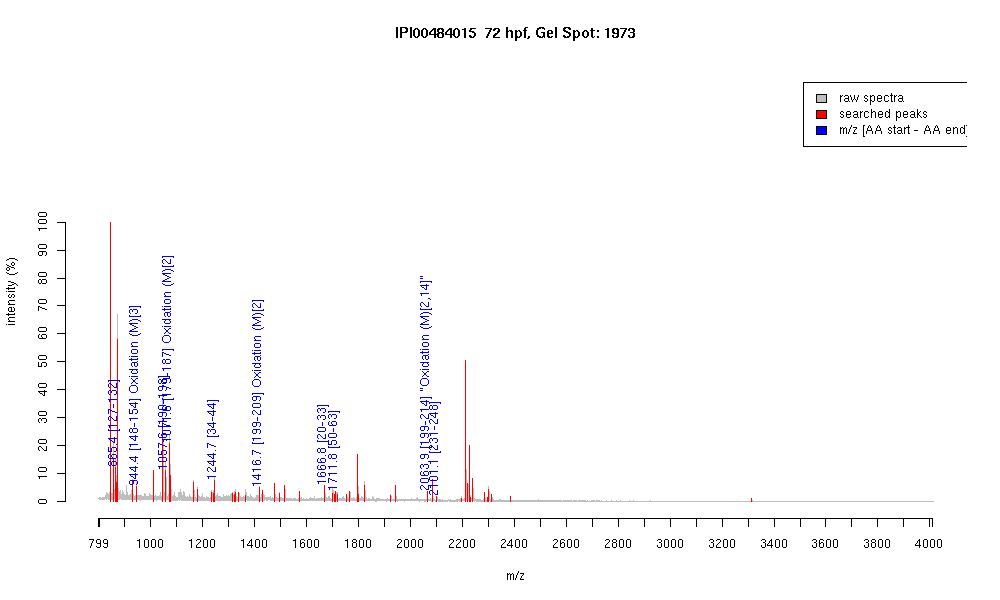 IPI00484015 72 hpf, Gel Spot: 1973
raw spectra
searched peaks
m/z [AA start - AA end]
intensity (%)
100
90
80
70
60
50
40
30
20
10
0
865.4 [127-132]
944.4 [148-154] Oxidation (M)[3]
1057.6 [190-198]
1071.6 [179-187] Oxidation (M)[2]
1244.7 [34-44]
1416.7 [199-209] Oxidation (M)[2]
1666.8 [20-33]
1711.8 [50-63]
2063.9 [199-214] "Oxidation (M)[2,14]"
2101.1 [231-248]
799 1000 1200 1400 1600 1800 2000 2200 2400 2600 2800 3000 3200 3400 3600 3800 4000
m/z